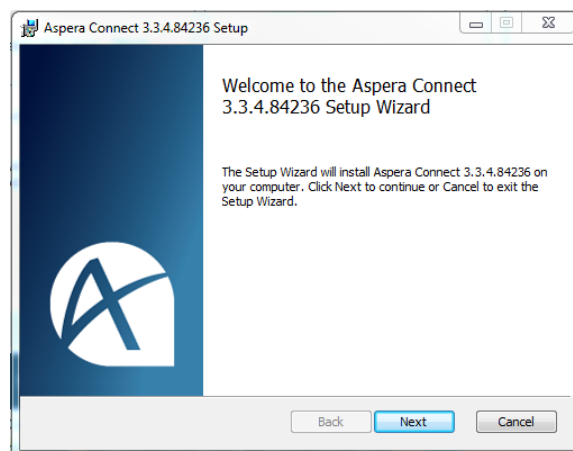 Aspera Connect 3.3.4.84236 Setup
Welcome to the Aspera Connect
3.3.4.84236 Setup Wizard
The Setup Wizard will install Aspera Connect 3.3.4.84236 on
your computer. Click Next to continue or Cancel to exit the
Setup Wizard.
Back
Next
Cancel